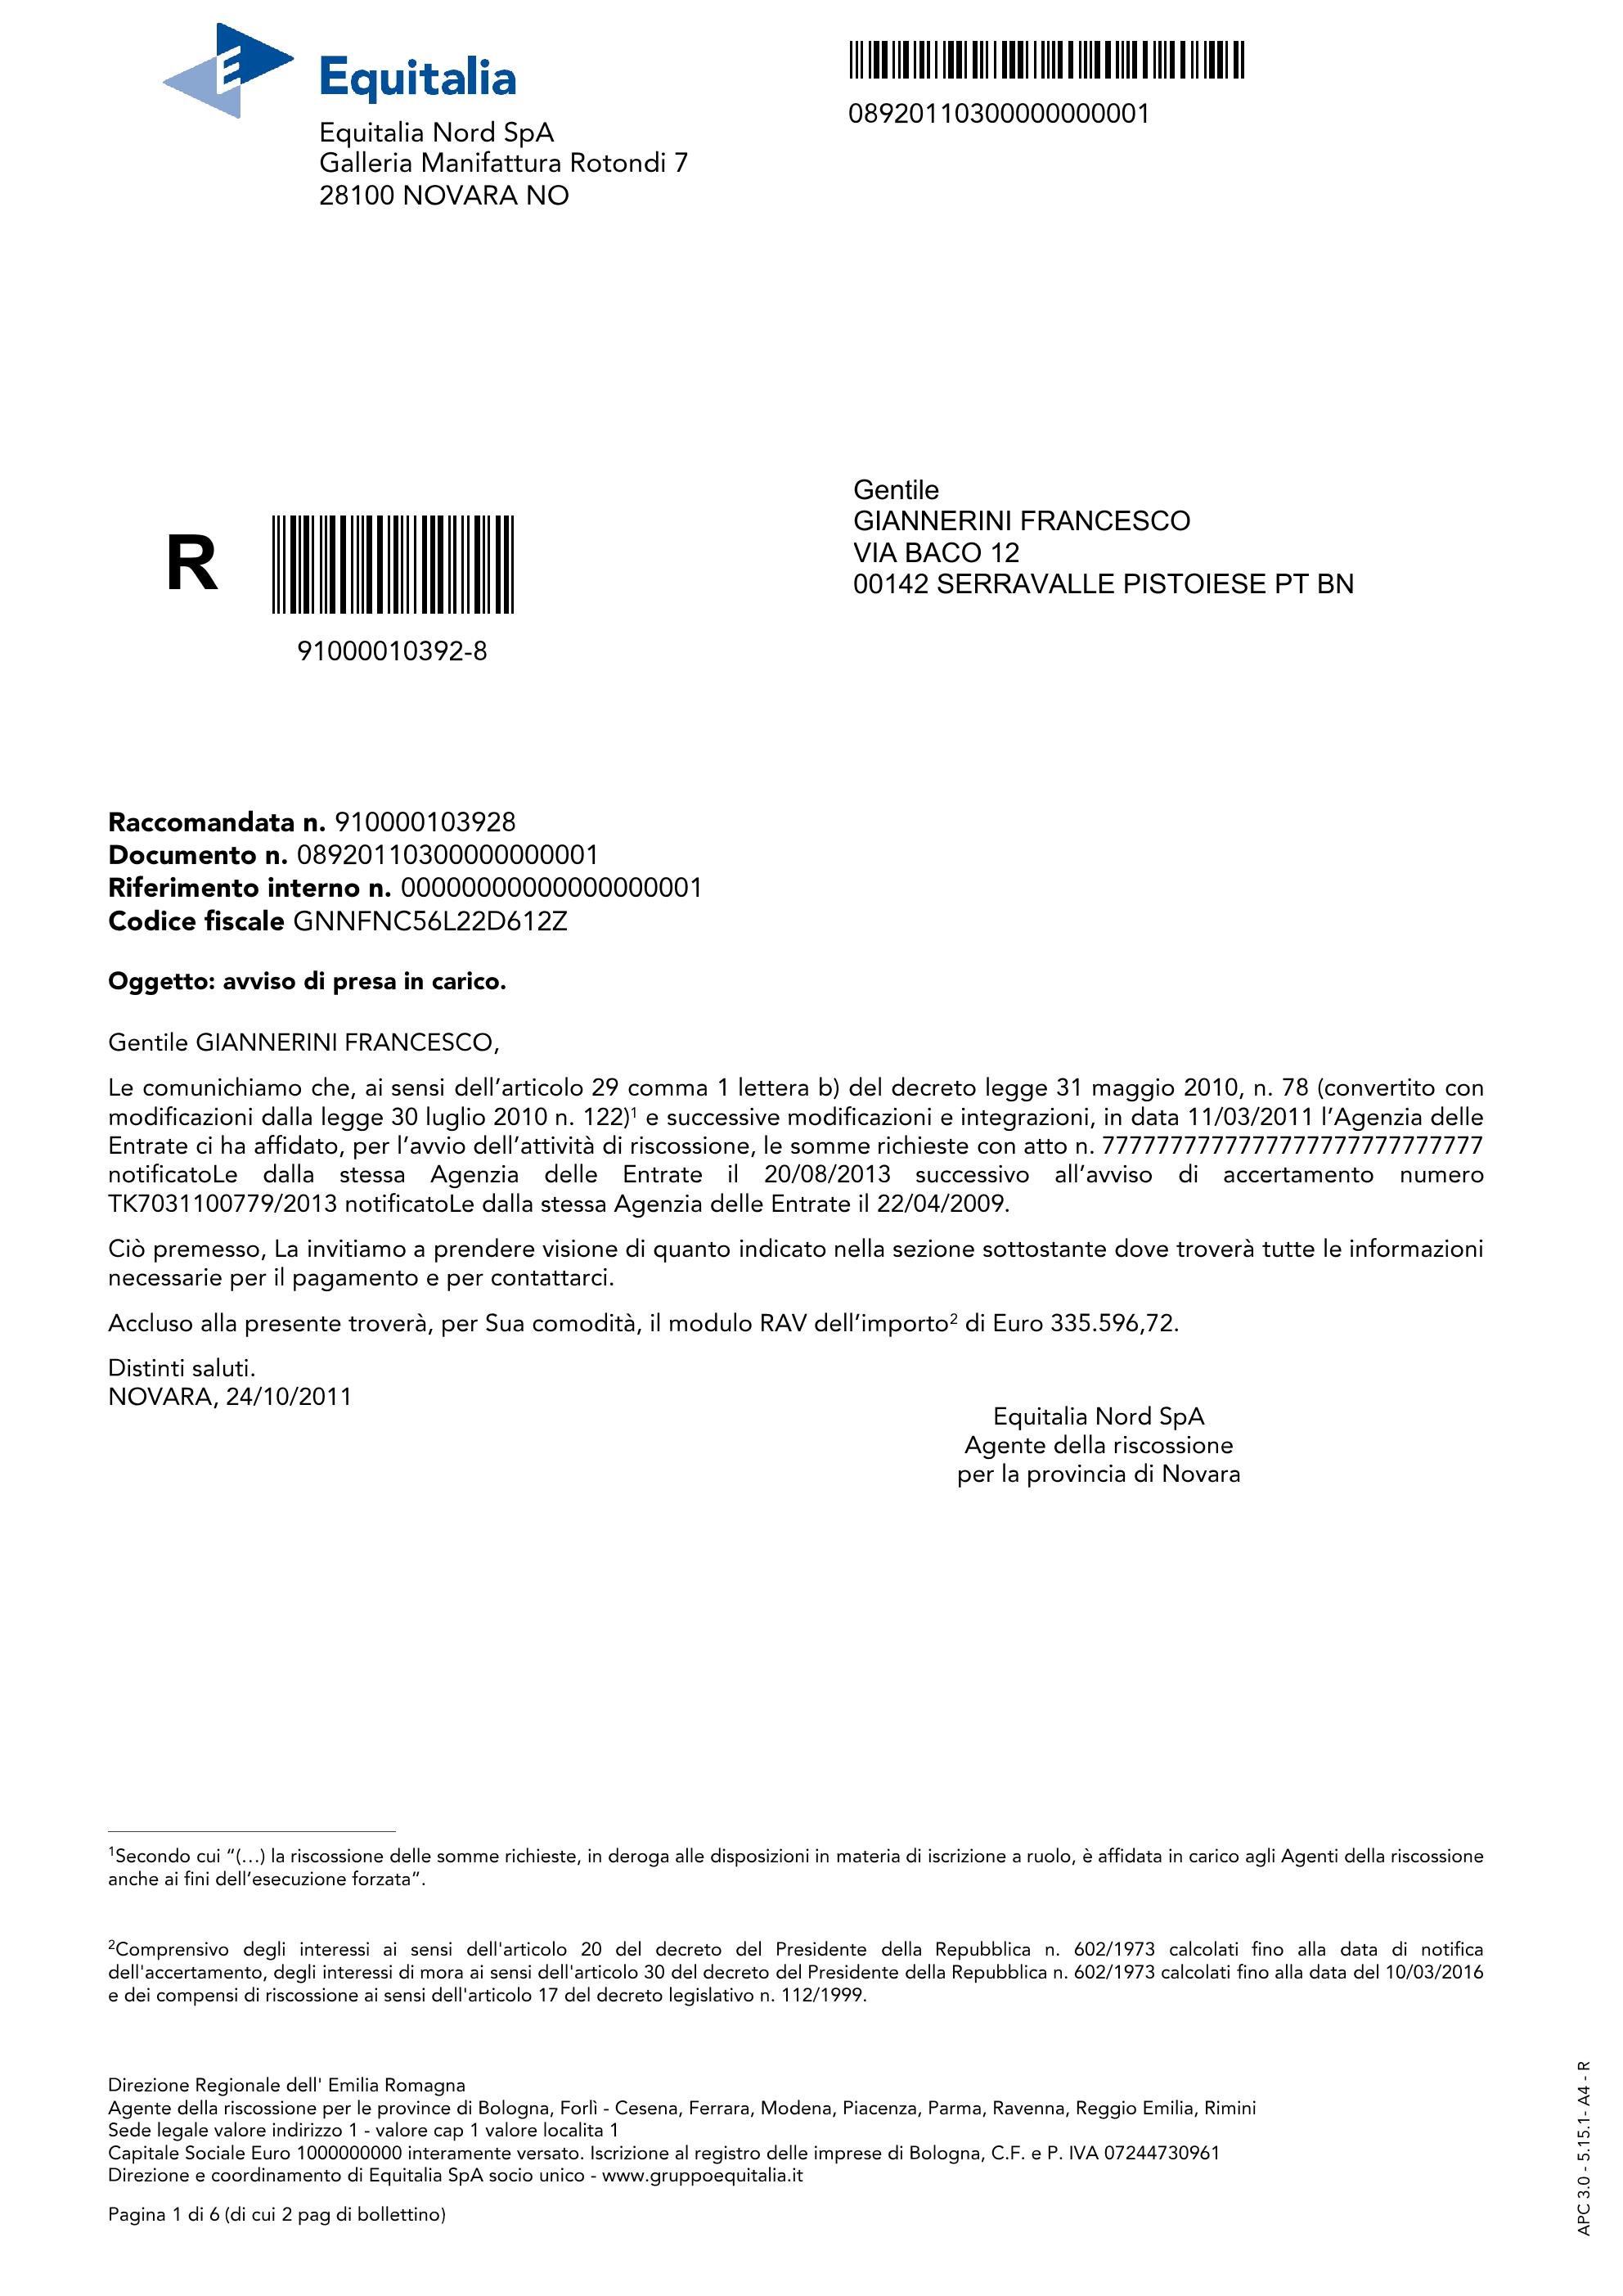 Equitalia
Equitalia Nord SpA
Galleria Manifattura Rotondi 7
28100 NOVARA NO
08920110300000000001
Gentile
GIANNERINI FRANCESCO
VIA BACO 12
00142 SERRAVALLE PISTOIESE PT BN
R
91000010392-8
Raccomandata n. 910000103928
Documento n. 08920110300000000001
Riferimento interno n. 00000000000000000001
Codice fiscale GNNFNC56L22D612Z
Oggetto: avviso di presa in carico.
Gentile GIANNERINI FRANCESCO,
Le comunichiamo che, ai sensi dell’articolo 29 comma 1 lettera b) del decreto legge 31 maggio 2010, n. 78 (convertito con
modificazioni dalla legge 30 luglio 2010 n. 122)¹ e successive modificazioni e integrazioni, in data 11/03/2011 l’Agenzia delle
Entrate ci ha affidato, per l’avvio dell’attività di riscossione, le somme richieste con atto n. 77777777777777777777777777777
notificatoLe dalla stessa Agenzia delle Entrate il 20/08/2013 successivo all’avviso di accertamento numero
TK7031100779/2013 notificatoLe dalla stessa Agenzia delle Entrate il 22/04/2009.
Ciò premesso, La invitiamo a prendere visione di quanto indicato nella sezione sottostante dove troverà tutte le informazioni
necessarie per il pagamento e per contattarci.
Accluso alla presente troverà, per Sua comodità, il modulo RAV dell’importo² di Euro 335.596,72.
Distinti saluti.
NOVARA, 24/10/2011
Equitalia Nord SpA
Agente della riscossione
per la provincia di Novara
¹Secondo cui “(…) la riscossione delle somme richieste, in deroga alle disposizioni in materia di iscrizione a ruolo, è affidata in carico agli Agenti della riscossione
anche ai fini dell’esecuzione forzata”.
²Comprensivo degli interessi ai sensi dell'articolo 20 del decreto del Presidente della Repubblica n. 602/1973 calcolati fino alla data di notifica
dell'accertamento, degli interessi di mora ai sensi dell'articolo 30 del decreto del Presidente della Repubblica n. 602/1973 calcolati fino alla data del 10/03/2016
e dei compensi di riscossione ai sensi dell'articolo 17 del decreto legislativo n. 112/1999.
Direzione Regionale dell' Emilia Romagna
Agente della riscossione per le province di Bologna, Forlì - Cesena, Ferrara, Modena, Piacenza, Parma, Ravenna, Reggio Emilia, Rimini
Sede legale valore indirizzo 1 - valore cap 1 valore localita 1
Capitale Sociale Euro 1000000000 interamente versato. Iscrizione al registro delle imprese di Bologna, C.F. e P. IVA 07244730961
Direzione e coordinamento di Equitalia SpA socio unico - www.gruppoequitalia.it
Pagina 1 di 6 (di cui 2 pag di bollettino)
APC 3.0 - 5.15.1- A4 - R